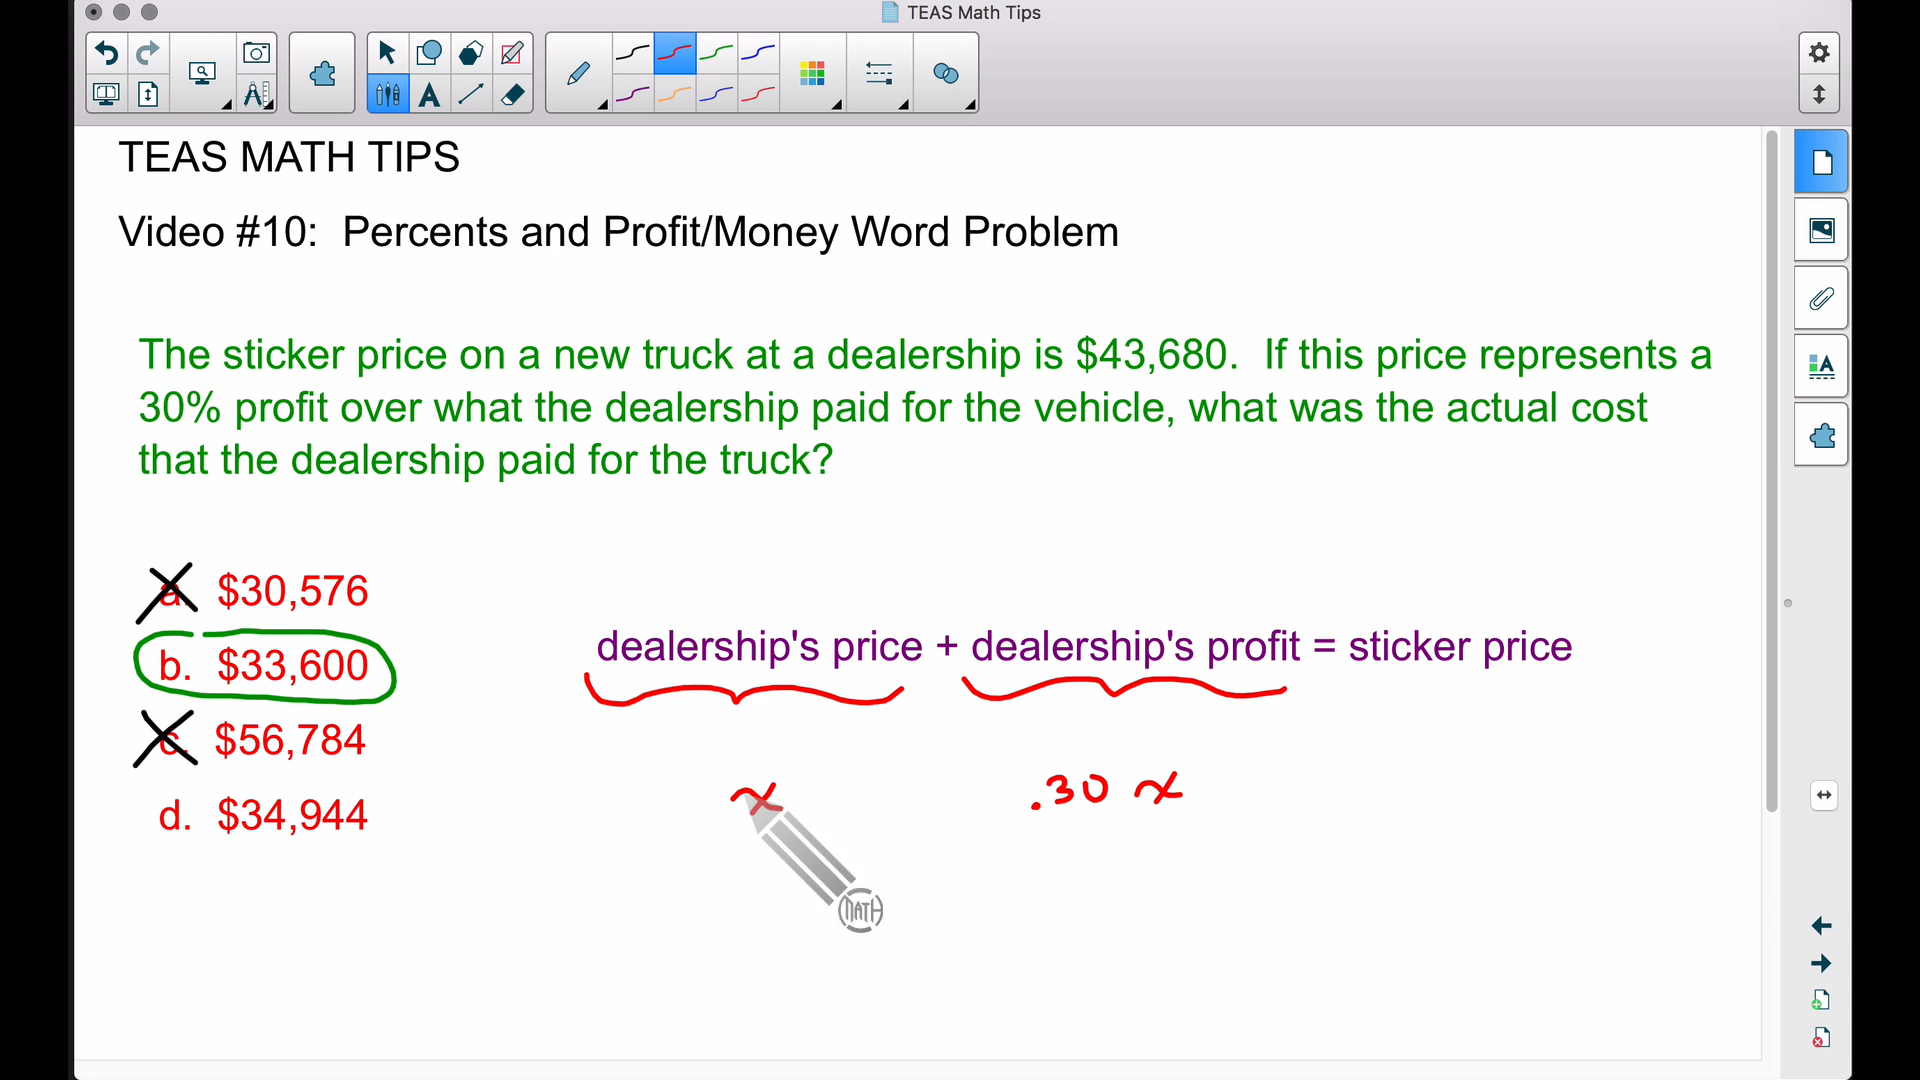 TEAS Math Tips
TEAS MATH TIPS
Video #10: Percents and Profit/Money Word Problem
The sticker price on a new truck at a dealership is $43,680. If this price represents a
30% profit over what the dealership paid for the vehicle, what was the actual cost
that the dealership paid for the truck?
a. $30,576
b. $33,600
c. $56,784
d. $34,944
dealership's price + dealership's profit = sticker price
x .30 x
MATH